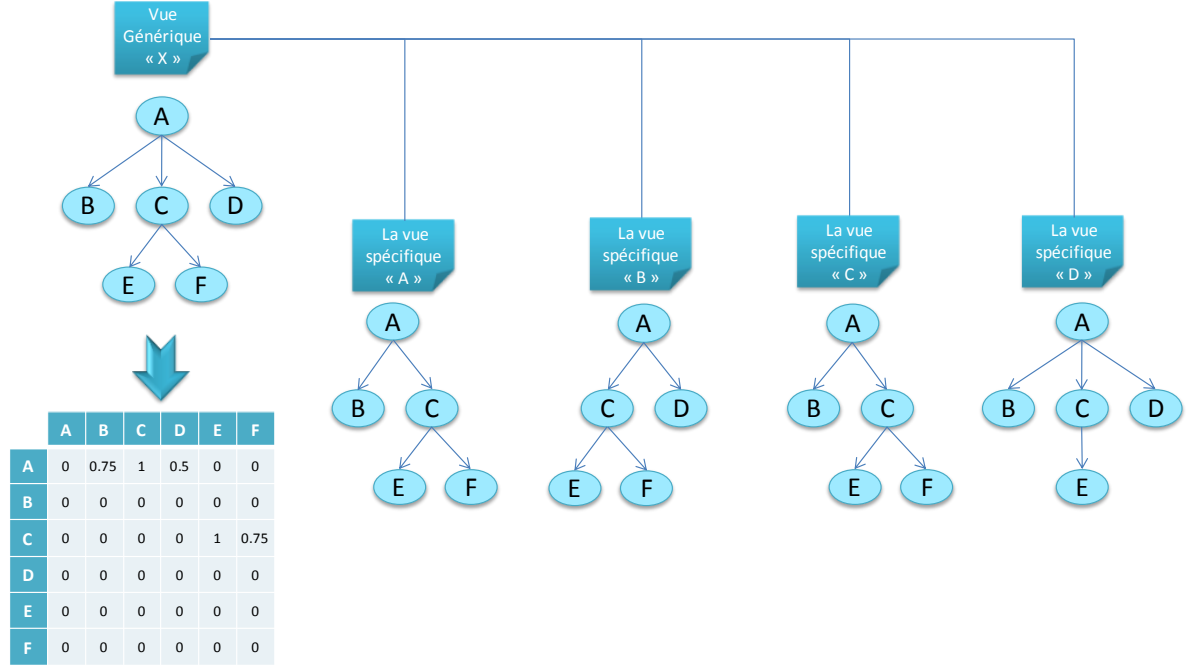 Vue
Générique
« X »
A
B C D
E F
La vue
spécifique
« A »
A
B C
E F
La vue
spécifique
« B »
A
C D
E F
La vue
spécifique
« C »
A
B C
E F
La vue
spécifique
« D »
A
B C D
E
A B C D E F
A 0 0.75 1 0.5 0 0
B 0 0 0 0 0 0
C 0 0 0 0 1 0.75
D 0 0 0 0 0 0
E 0 0 0 0 0 0
F 0 0 0 0 0 0